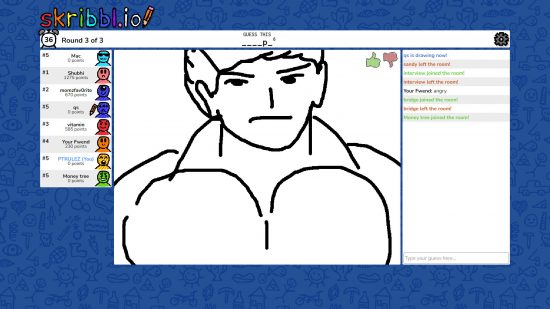 skribbl.io!
36
Round 3 of 3
GUESS THIS
____p_ 6
#5 Mac
0 points
#1 Shubhi
1275 points
#2 momzfav0rito
670 points
#5 qs
0 points
#3 vitamin
585 points
#4 Your Fwend
230 points
#5 PTRULEZ (You)
0 points
#5 Money tree
0 points
qs is drawing now!
sandy left the room!
interview joined the room!
interview left the room!
Your Fwend: angry
bridge joined the room!
bridge left the room!
Money tree joined the room!
Type your guess here...